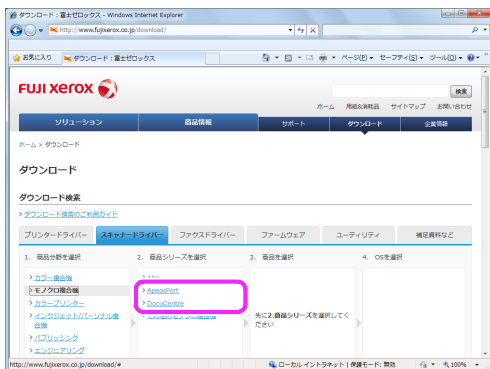 ダウンロード : 富士ゼロックス - Windows Internet Explorer
http://www.fujixerox.co.jp/download/
お気に入り
ダウンロード : 富士ゼロックス
ページ(P) セーフティ(S) ツール(O)
FUJI XEROX
検索
ホーム 用紙&消耗品 サイトマップ お問い合わせ
ソリューション 商品情報 サポート ダウンロード 企業情報
ホーム > ダウンロード
ダウンロード
ダウンロード検索
> ダウンロード検索のご利用ガイド
プリンタードライバー スキャナードライバー ファクスドライバー ファームウェア ユーティリティ 補足資料など
1. 商品分野を選択 2. 商品シリーズを選択 3. 商品を選択 4. OSを選択
> カラー複合機
> モノクロ複合機
> カラープリンター
> インクジェット/パーソナル複合機
> パブリッシング
> エンジニアリング
> ApeosPort
> DocuCentre
先に2.商品シリーズを選択してください
http://www.fujixerox.co.jp/download/#
ローカル イントラネット | 保護モード: 無効
100%